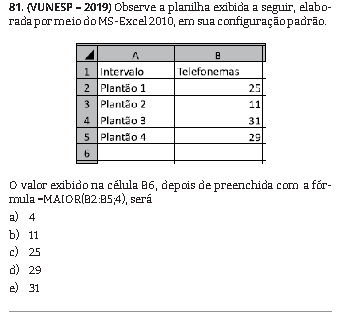 81. (VUNESP – 2019) Observe a planilha exibida a seguir, elabo-
rada por meio do MS-Excel 2010, em sua configuração padrão.
A B
1 Intervalo Telefonemas
2 Plantão 1 25
3 Plantão 2 11
4 Plantão 3 31
5 Plantão 4 29
6
O valor exibido na célula B6, depois de preenchida com a fór-
mula =MAIOR(B2:B5;4), será
a) 4
b) 11
c) 25
d) 29
e) 31